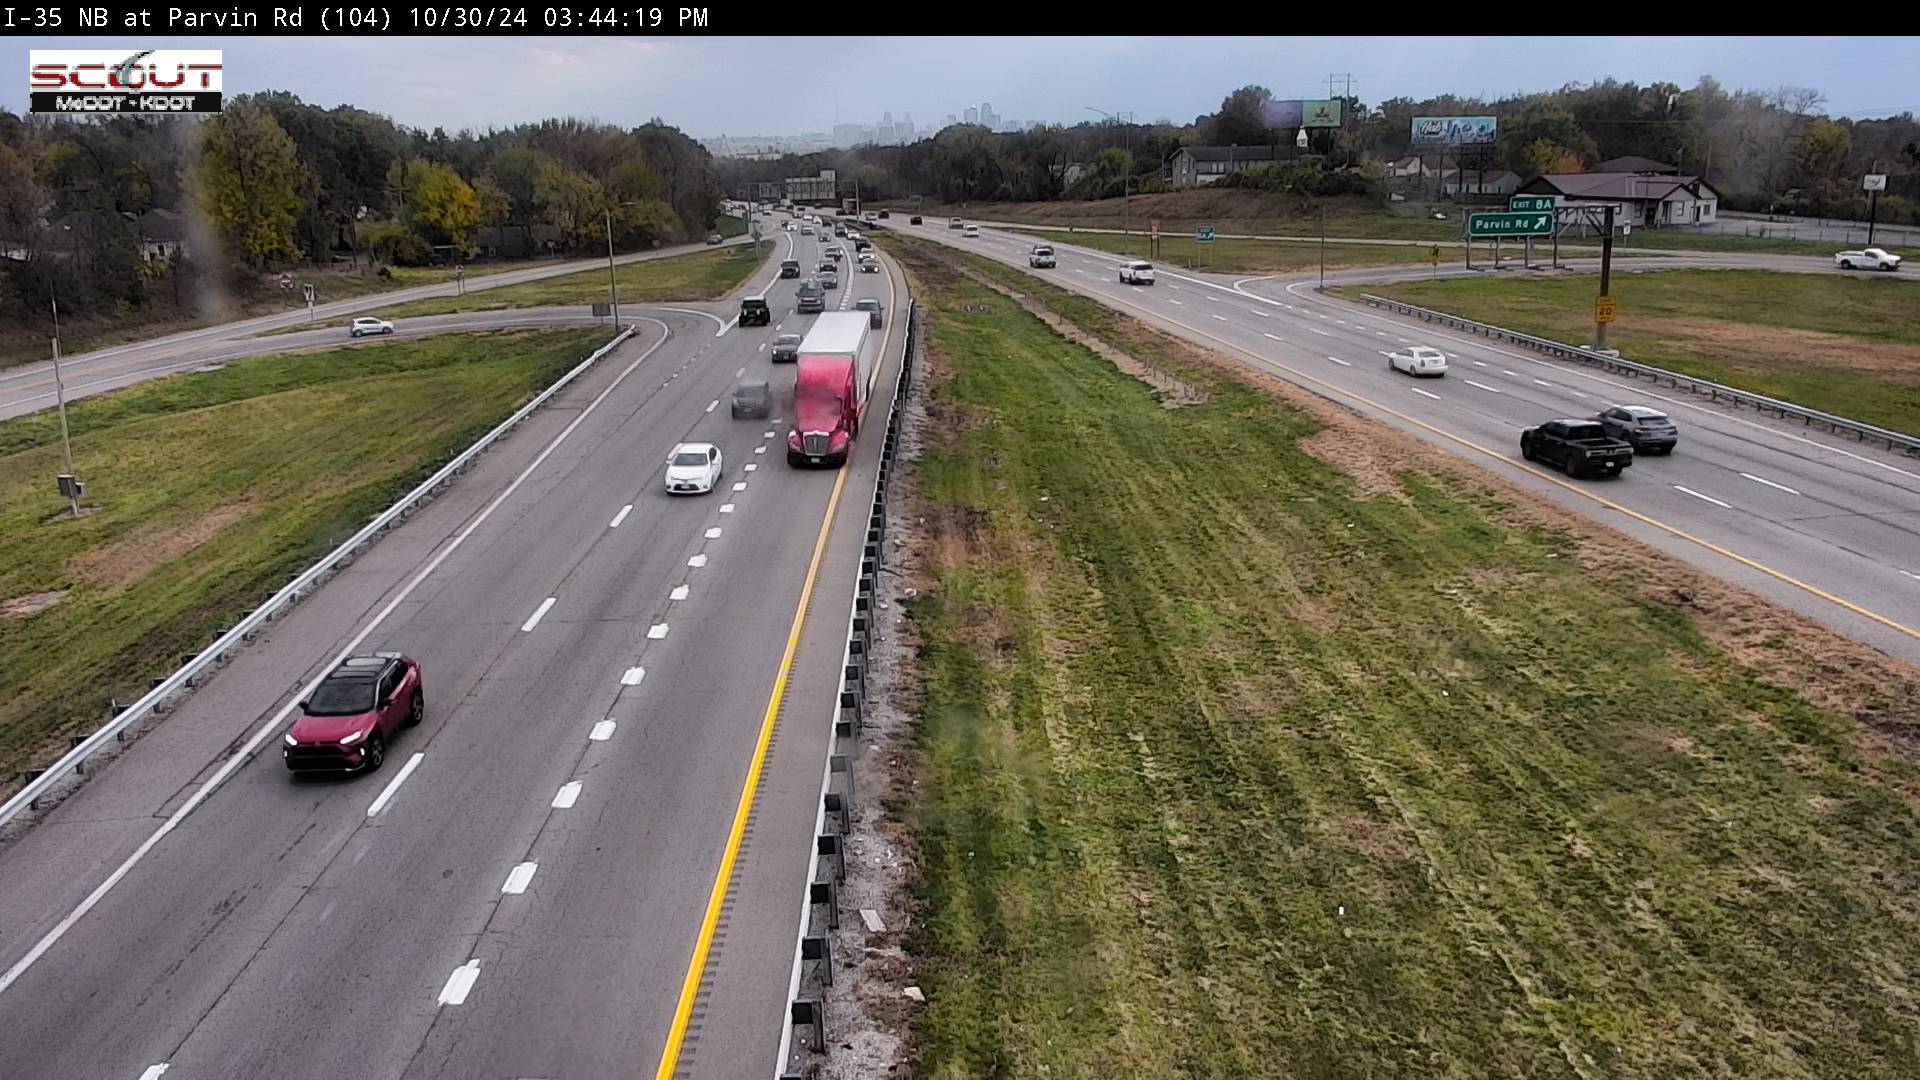 I-35 NB at Parvin Rd (104) 10/30/24 03:44:19 PM
SCOUT
MoDOT - KDOT
EXIT 8A
Parvin Rd
20